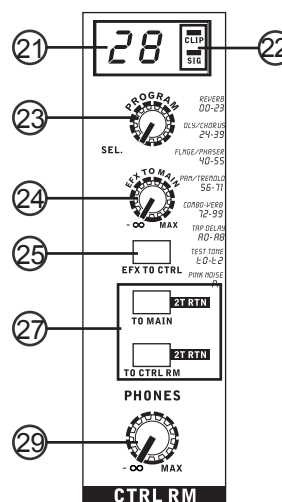 21
28
CLIP
SIG
22
23
PROGRAM
SEL.
REVERB
00-23
DLY/CHORUS
24-39
FLNGE/PHASER
40-55
24
EFX TO MAIN
- ∞ MAX
PAN/TREMOLO
56-71
COMBO-VERB
72-99
TAP DELAY
A0-A8
TEST TONE
t0-t2
PINK NOISE
25
EFX TO CTRL
27
2T RTN
TO MAIN
2T RTN
TO CTRL RM
PHONES
29
- ∞ MAX
CTRL RM